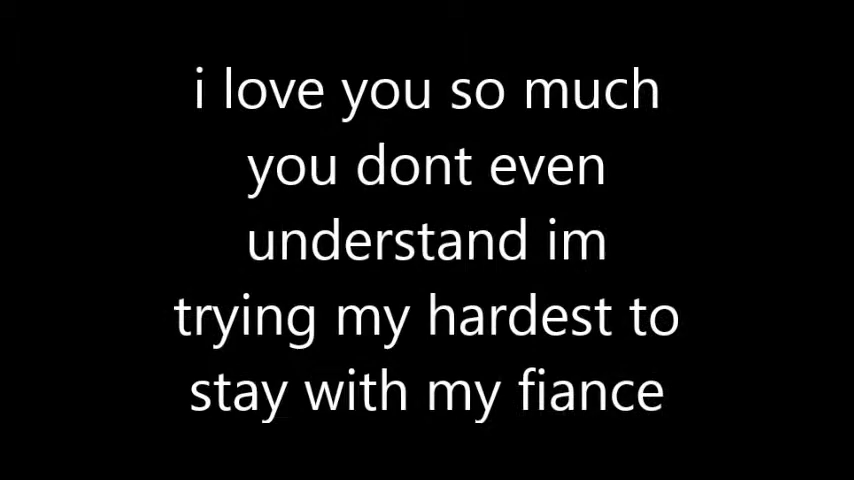 i love you so much
you dont even
understand im
trying my hardest to
stay with my fiance